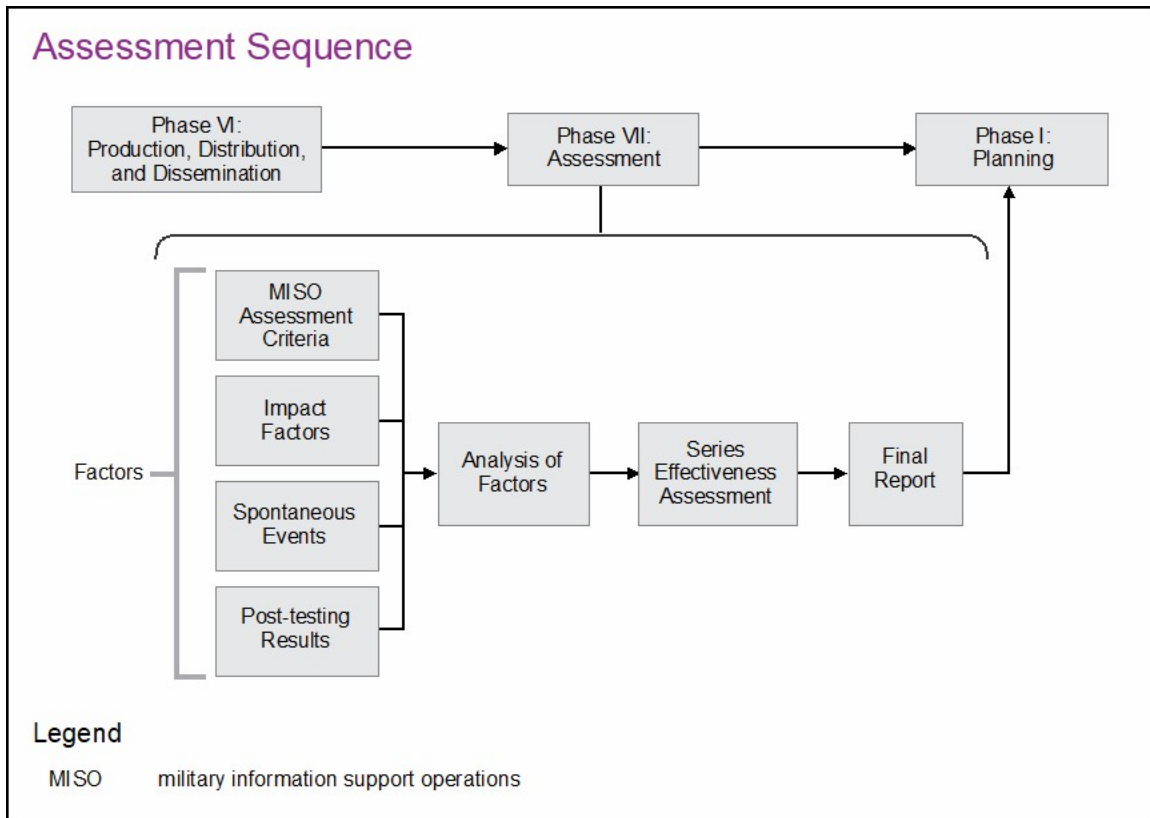 Assessment Sequence
Phase VI:
Production, Distribution,
and Dissemination
Phase VII:
Assessment
Phase I:
Planning
Factors
MISO
Assessment
Criteria
Impact
Factors
Spontaneous
Events
Post-testing
Results
Analysis of
Factors
Series
Effectiveness
Assessment
Final
Report
Legend
MISO military information support operations